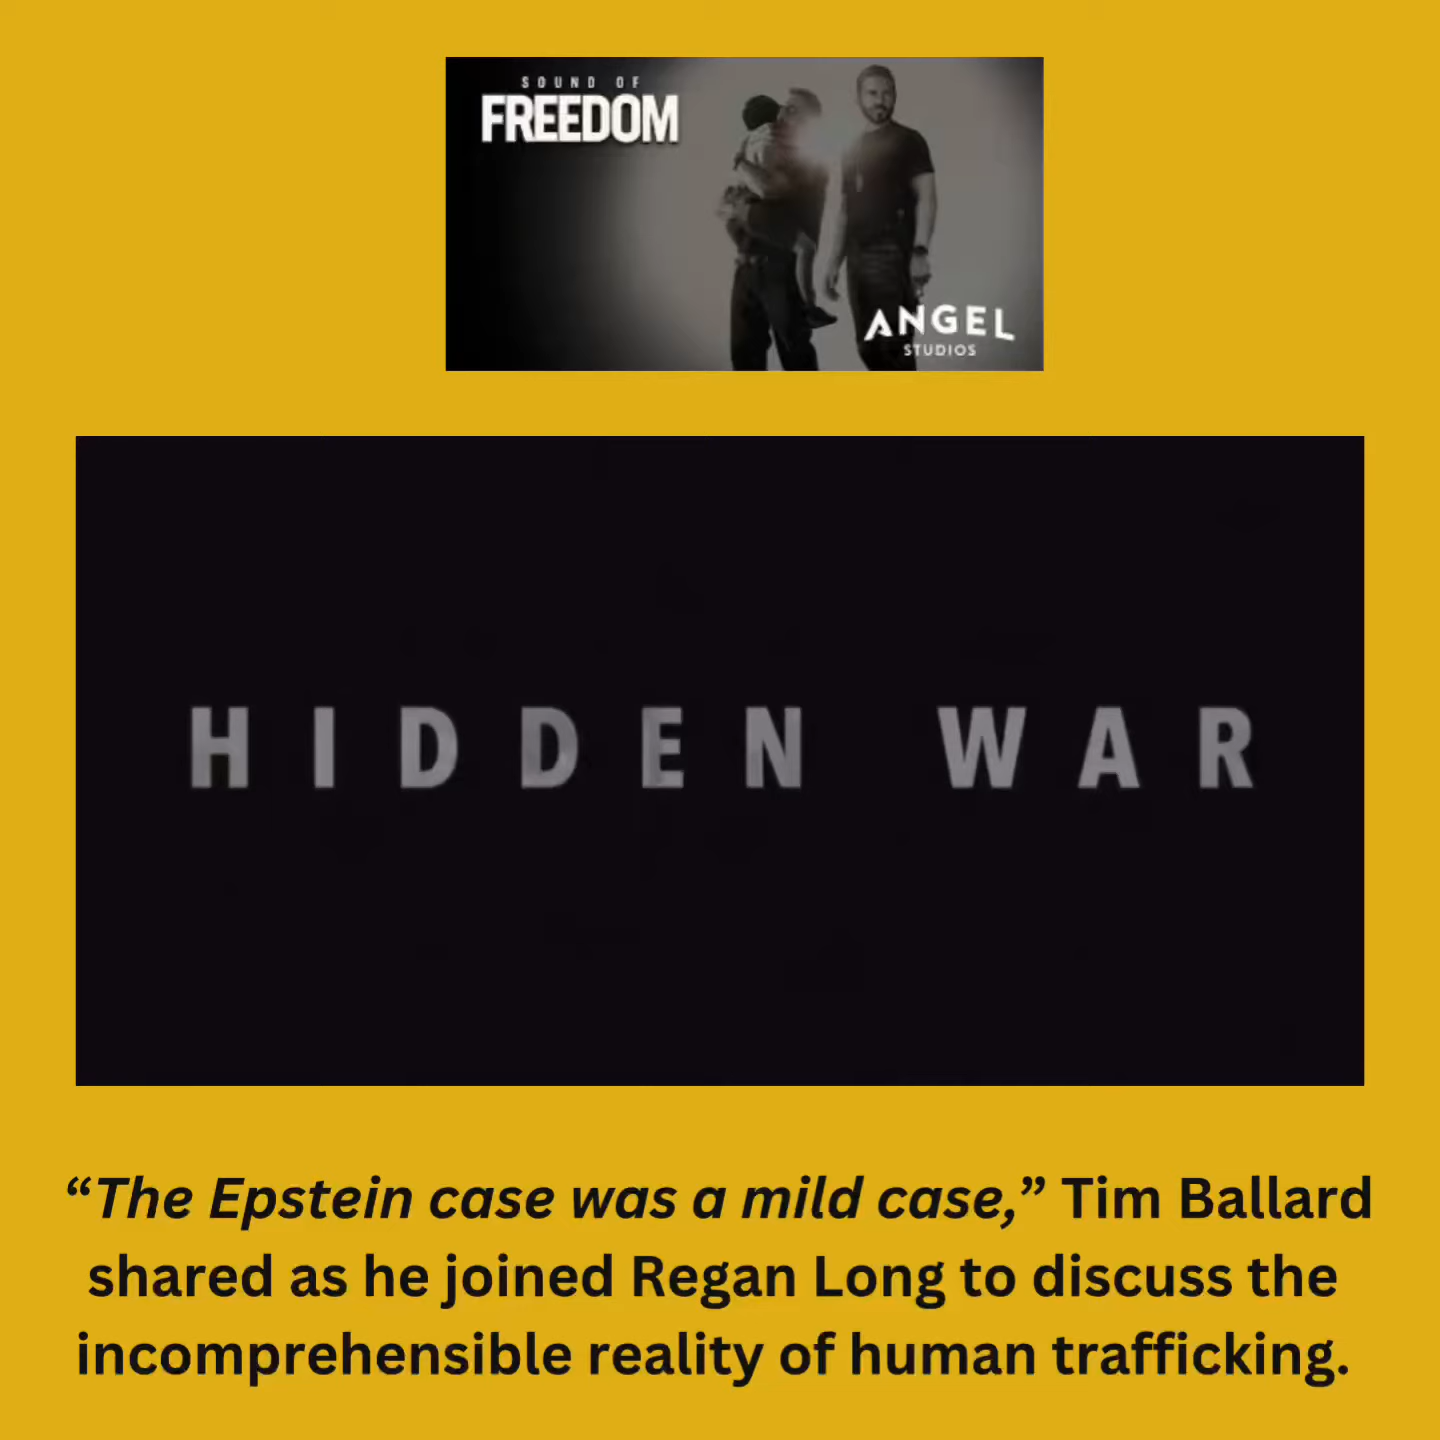 SOUND OF
FREEDOM
ANGEL
STUDIOS
HIDDEN WAR
“The Epstein case was a mild case,” Tim Ballard
shared as he joined Regan Long to discuss the
incomprehensible reality of human trafficking.